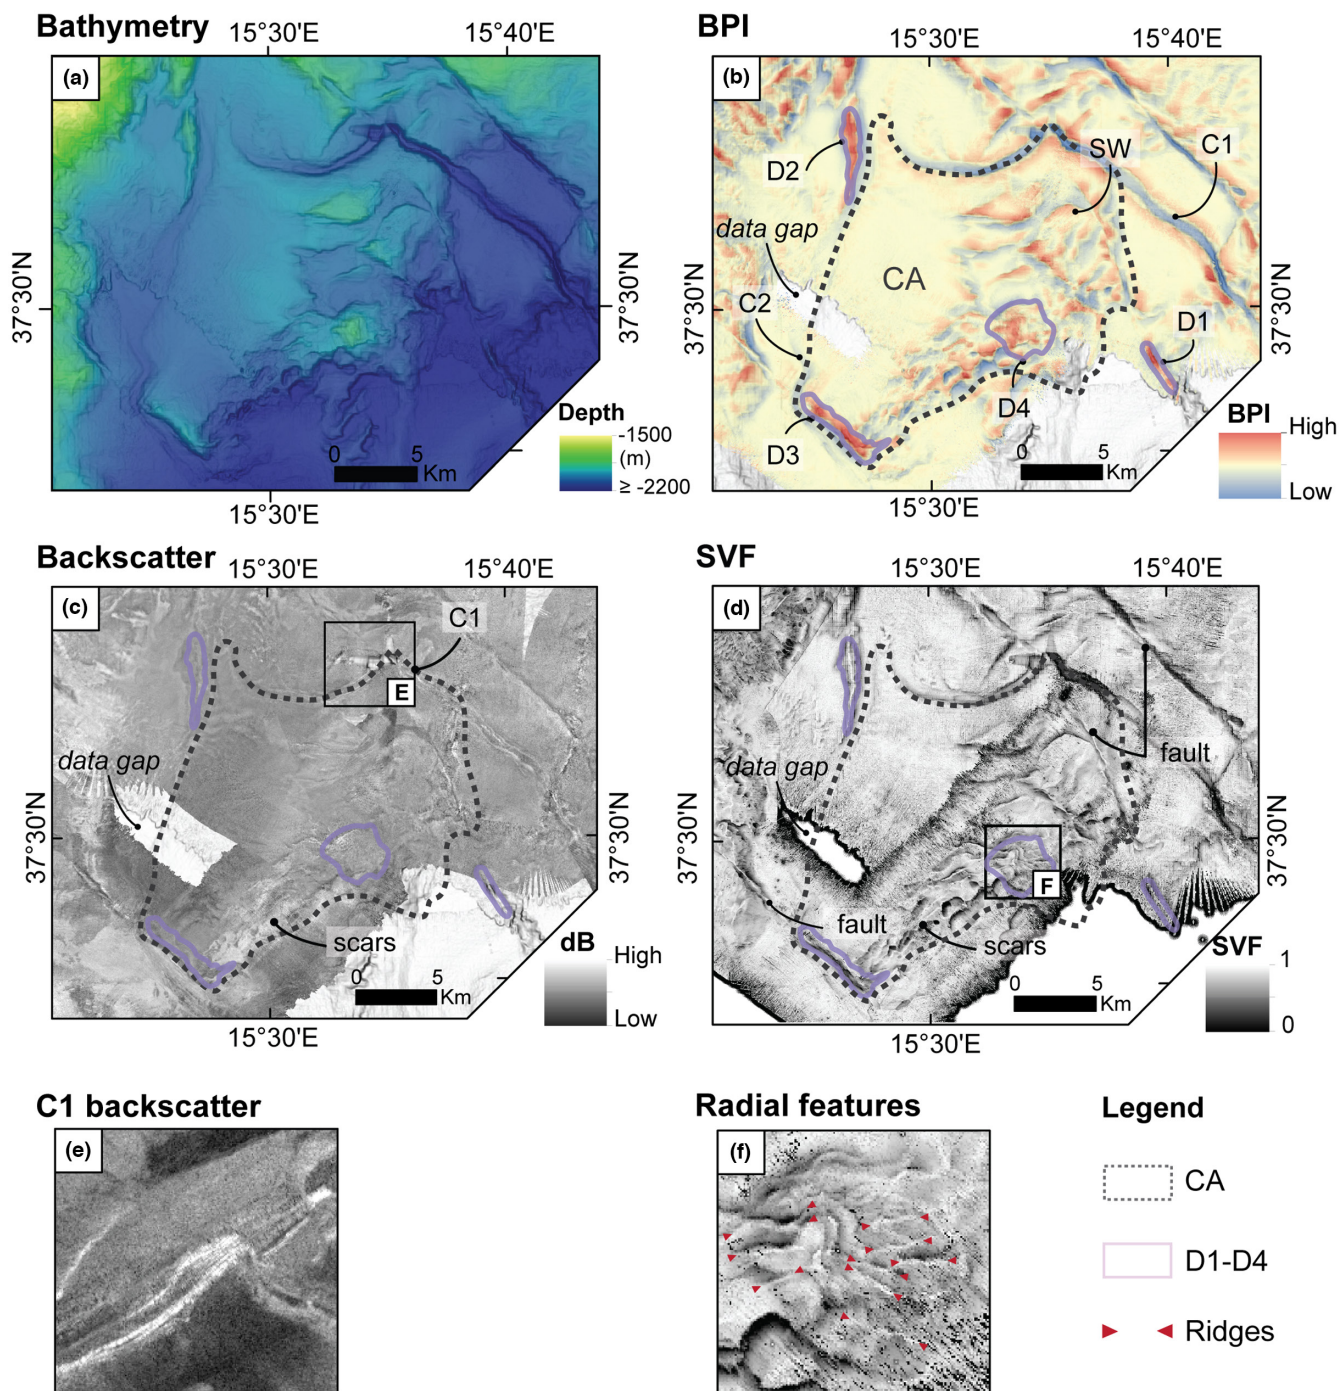 Bathymetry
15°30'E
15°40'E
(a)
37°30'N
37°30'N
0
5
Km
Depth
-1500
(m)
≥ -2200
15°30'E
BPI
15°30'E
15°40'E
(b)
D2
SW
C1
data gap
CA
C2
D1
D4
D3
37°30'N
37°30'N
0
5
Km
BPI
High
Low
15°30'E
Backscatter
15°30'E
15°40'E
(c)
C1
E
data gap
scars
37°30'N
37°30'N
0
5
Km
dB
High
Low
15°30'E
SVF
15°30'E
15°40'E
(d)
fault
data gap
F
fault
scars
37°30'N
37°30'N
0
5
Km
SVF
1
0
15°30'E
C1 backscatter
(e)
Radial features
(f)
Legend
CA
D1-D4
Ridges